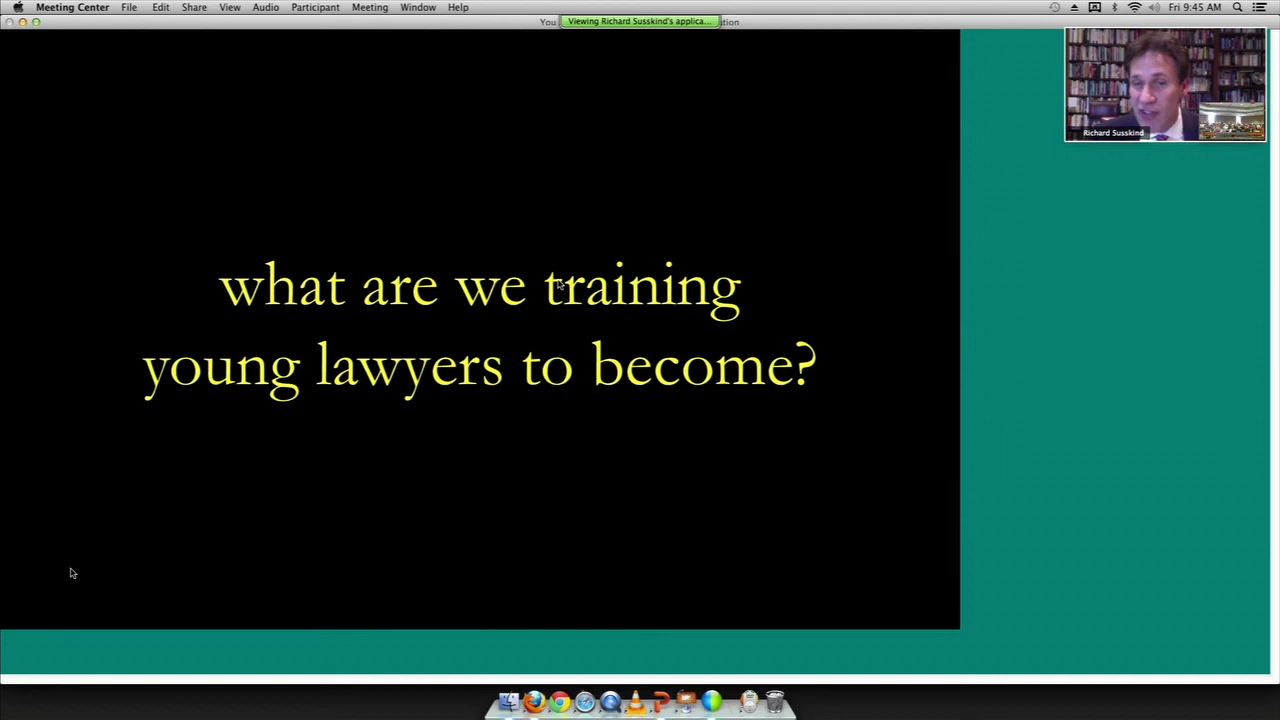 Meeting Center File Edit Share View Audio Participant Meeting Window Help Fri 9:45 AM
You Viewing Richard Susskind's applica... tion
Richard Susskind
what are we training
young lawyers to become?